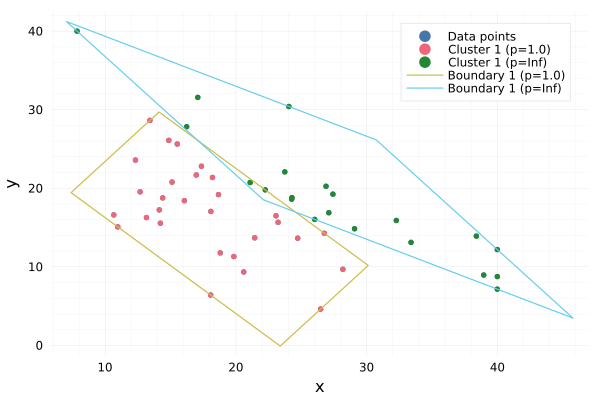 Data points
Cluster 1 (p=1.0)
Cluster 1 (p=Inf)
Boundary 1 (p=1.0)
Boundary 1 (p=Inf)
40
30
20
10
0
y
10
20
30
40
x